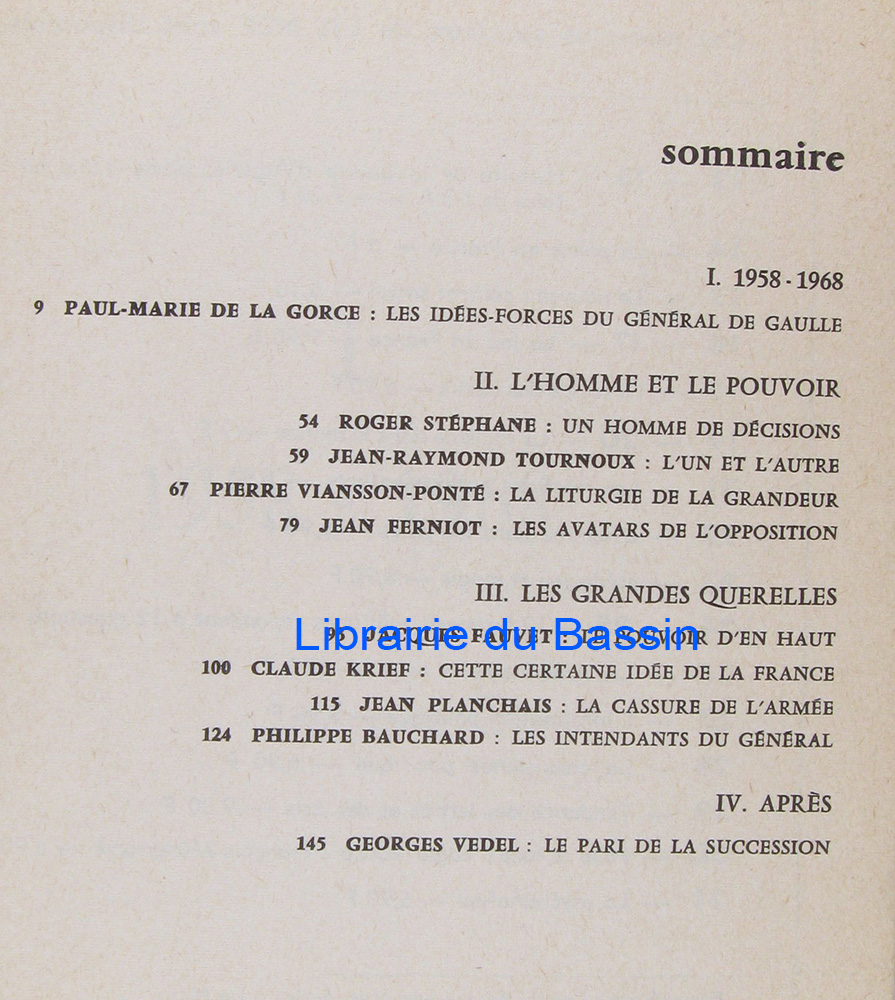 sommaire
I. 1958-1968
9 PAUL-MARIE DE LA GORCE : LES IDÉES-FORCES DU GÉNÉRAL DE GAULLE
II. L'HOMME ET LE POUVOIR
54 ROGER STÉPHANE : UN HOMME DE DÉCISIONS
59 JEAN-RAYMOND TOURNOUX : L'UN ET L'AUTRE
67 PIERRE VIANSSON-PONTÉ : LA LITURGIE DE LA GRANDEUR
79 JEAN FERNIOT : LES AVATARS DE L'OPPOSITION
III. LES GRANDES QUERELLES
JACQUES FAUVET : LE POUVOIR D'EN HAUT
Librairie du Bassin
100 CLAUDE KRIEF : CETTE CERTAINE IDÉE DE LA FRANCE
115 JEAN PLANCHAIS : LA CASSURE DE L'ARMÉE
124 PHILIPPE BAUCHARD : LES INTENDANTS DU GÉNÉRAL
IV. APRÈS
145 GEORGES VEDEL : LE PARI DE LA SUCCESSION